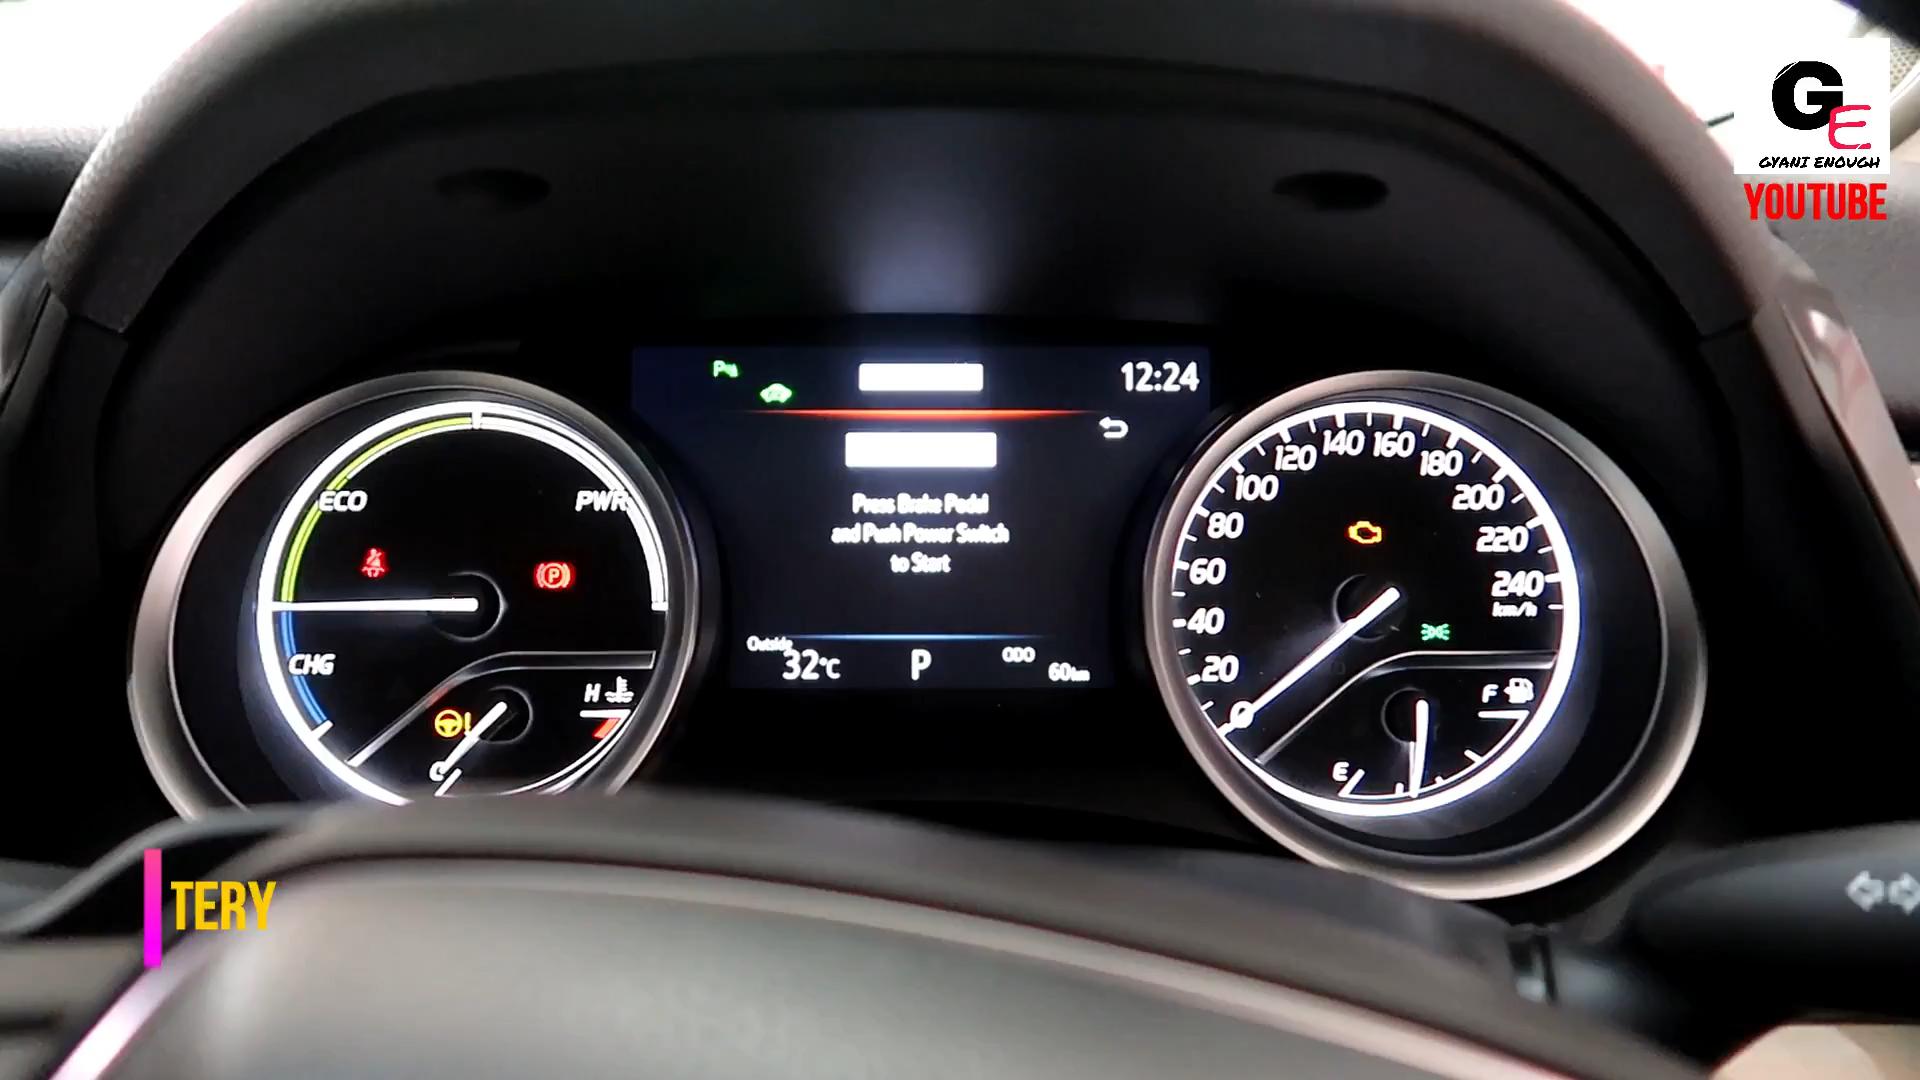 GE
GYANI ENOUGH
YOUTUBE
12:24
Press Brake Pedal
and Push Power Switch
to Start
Outside
32°C
P
ODO
60km
ECO
PWR
CHG
H
C
0
20
40
60
80
100
120
140
160
180
200
220
240
km/h
F
E
TERY